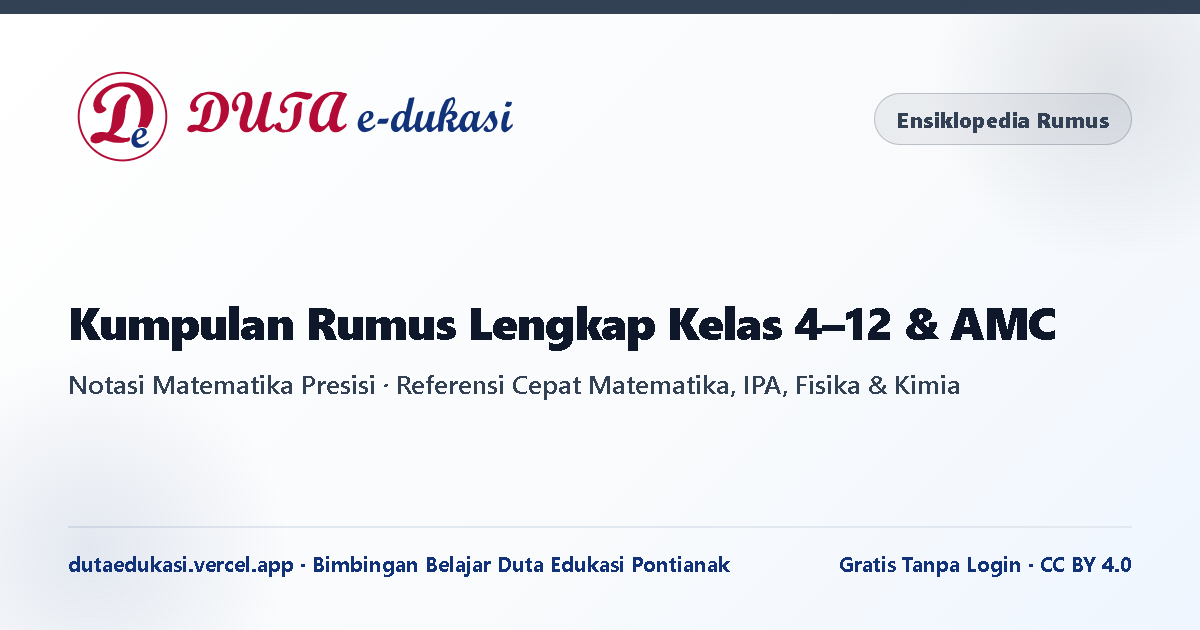 De
DUTA e-dukasi
Ensiklopedia Rumus
Kumpulan Rumus Lengkap Kelas 4–12 & AMC
Notasi Matematika Presisi · Referensi Cepat Matematika, IPA, Fisika & Kimia
dutaedukasi.vercel.app · Bimbingan Belajar Duta Edukasi Pontianak
Gratis Tanpa Login · CC BY 4.0